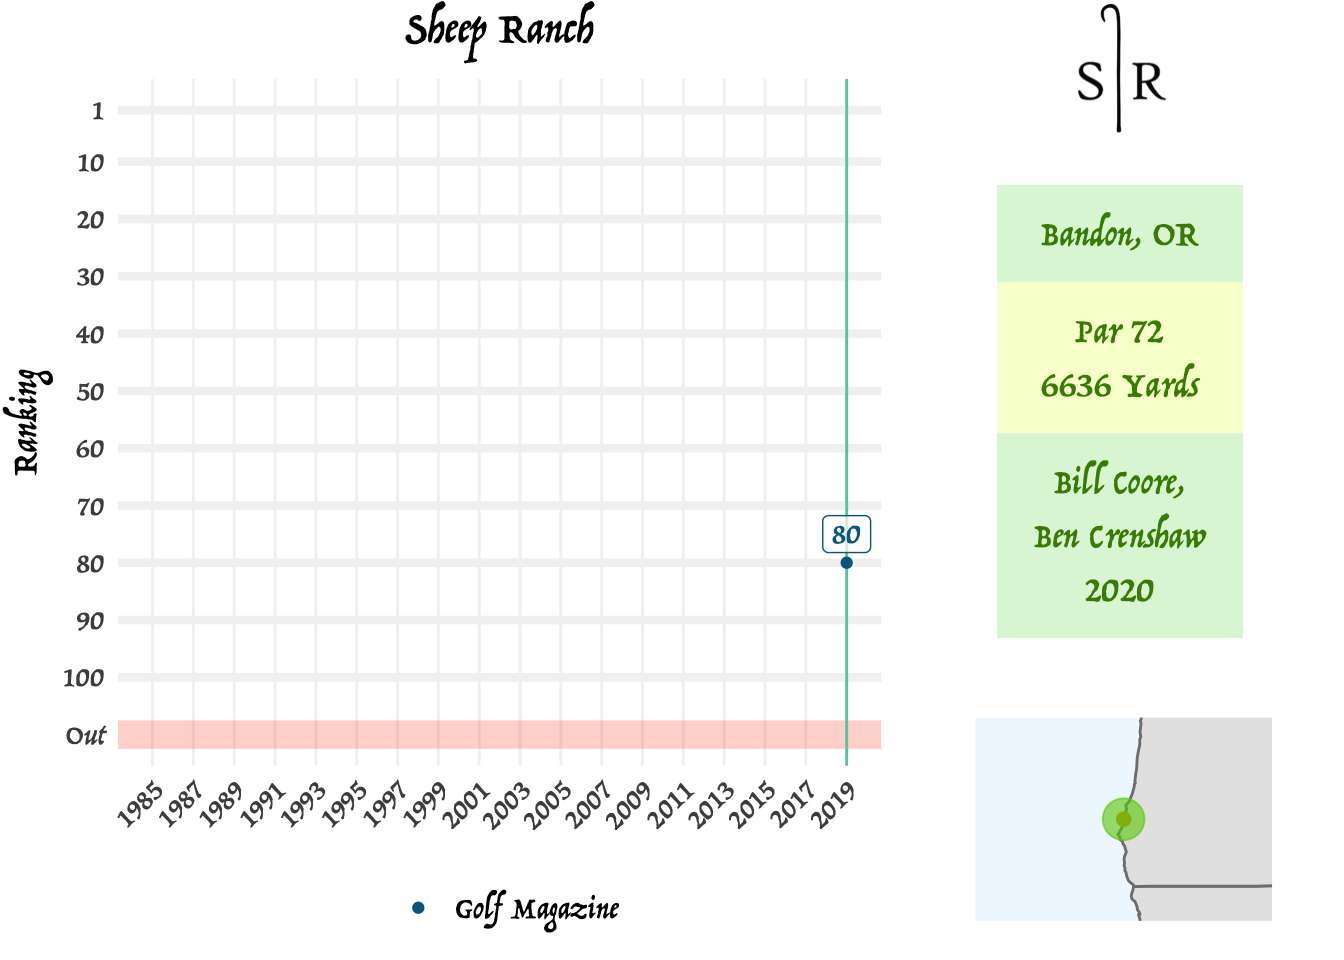 Sheep Ranch
S R
Ranking
1
10
20
30
40
50
60
70
80
90
100
Out
80
1985 1987 1989 1991 1993 1995 1997 1999 2001 2003 2005 2007 2009 2011 2013 2015 2017 2019
Golf Magazine
Bandon, OR
Par 72
6636 Yards
Bill Coore,
Ben Crenshaw
2020